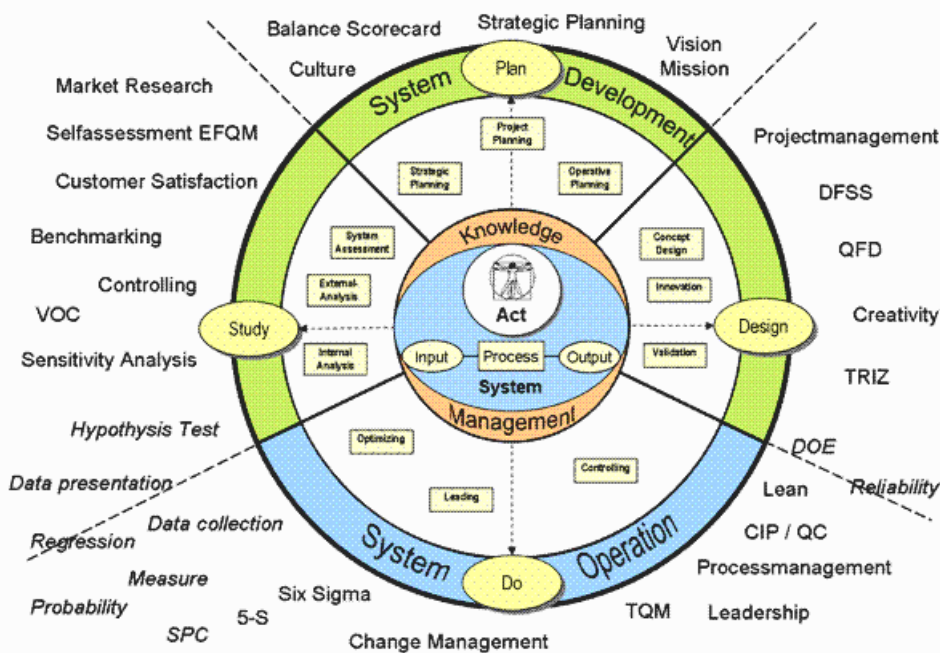 Balance Scorecard
Strategic Planning
Culture
Vision
Mission
Market Research
Selfassessment EFQM
Customer Satisfaction
Benchmarking
Controlling
VOC
Sensitivity Analysis
Hypothysis Test
Data presentation
Data collection
Regression
Measure
Probability
SPC
5-S
Six Sigma
Change Management
TQM
Leadership
Processmanagement
CIP / QC
Lean
Reliability
DOE
TRIZ
Creativity
QFD
DFSS
Projectmanagement
System
Plan
Development
Project
Planning
Strategic
Planning
Operative
Planning
System
Assessment
External-
Analysis
Internal
Analysis
Study
Knowledge
Act
Input
Process
Output
System
Management
Concept
Design
Innovation
Validation
Design
Optimizing
Leading
Controlling
System
Do
Operation